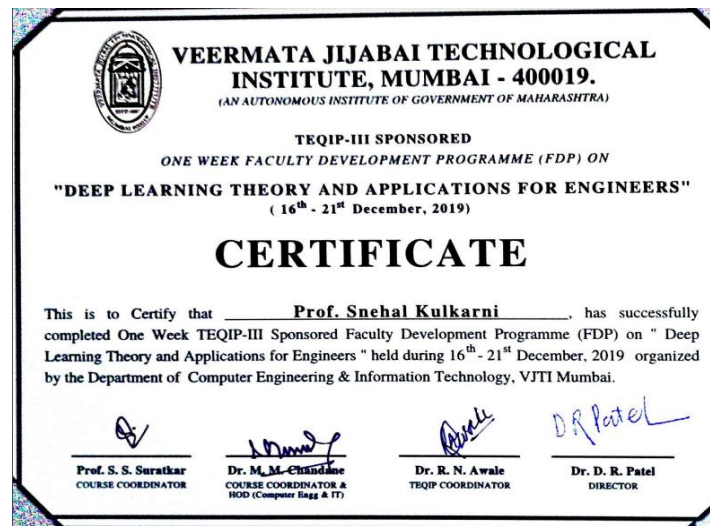 VEERMATA JIJABAI TECHNOLOGICAL
INSTITUTE, MUMBAI - 400019.
(AN AUTONOMOUS INSTITUTE OF GOVERNMENT OF MAHARASHTRA)
TEQIP-III SPONSORED
ONE WEEK FACULTY DEVELOPMENT PROGRAMME (FDP) ON
"DEEP LEARNING THEORY AND APPLICATIONS FOR ENGINEERS"
( 16th - 21st December, 2019)
CERTIFICATE
This is to Certify that Prof. Snehal Kulkarni, has successfully
completed One Week TEQIP-III Sponsored Faculty Development Programme (FDP) on " Deep
Learning Theory and Applications for Engineers " held during 16th - 21st December, 2019 organized
by the Department of Computer Engineering & Information Technology, VJTI Mumbai.
D R Patel
Prof. S. S. Suratkar
COURSE COORDINATOR
Dr. M. M. Chandane
COURSE COORDINATOR &
HOD (Computer Engg & IT)
Dr. R. N. Awale
TEQIP COORDINATOR
Dr. D. R. Patel
DIRECTOR